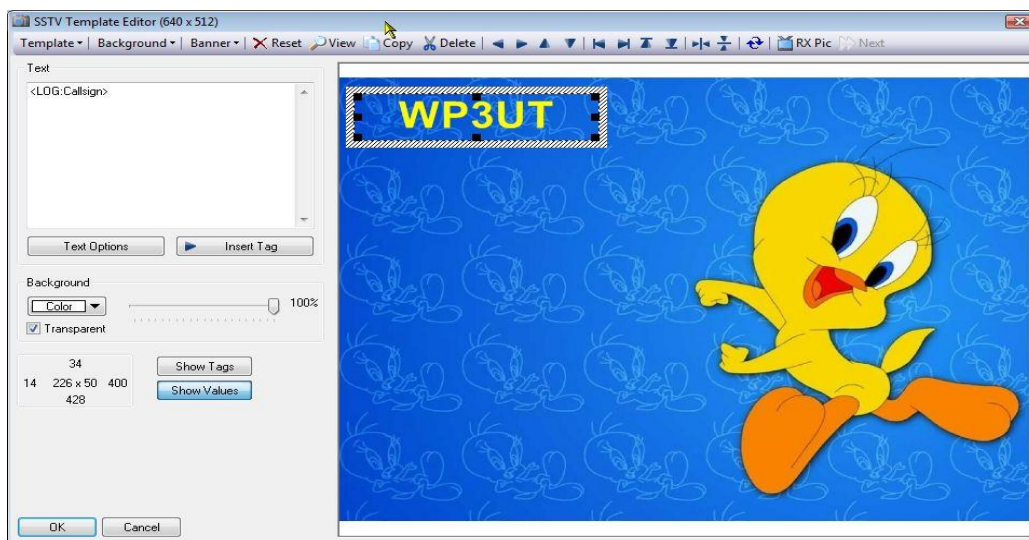 SSTV Template Editor (640 x 512)
Template Background Banner Reset View Copy Delete RX Pic Next
Text
<LOG:Callsign>
Text Options Insert Tag
Background
Color 100%
Transparent
34
14 226 x 50 400
428
Show Tags
Show Values
OK Cancel
WP3UT